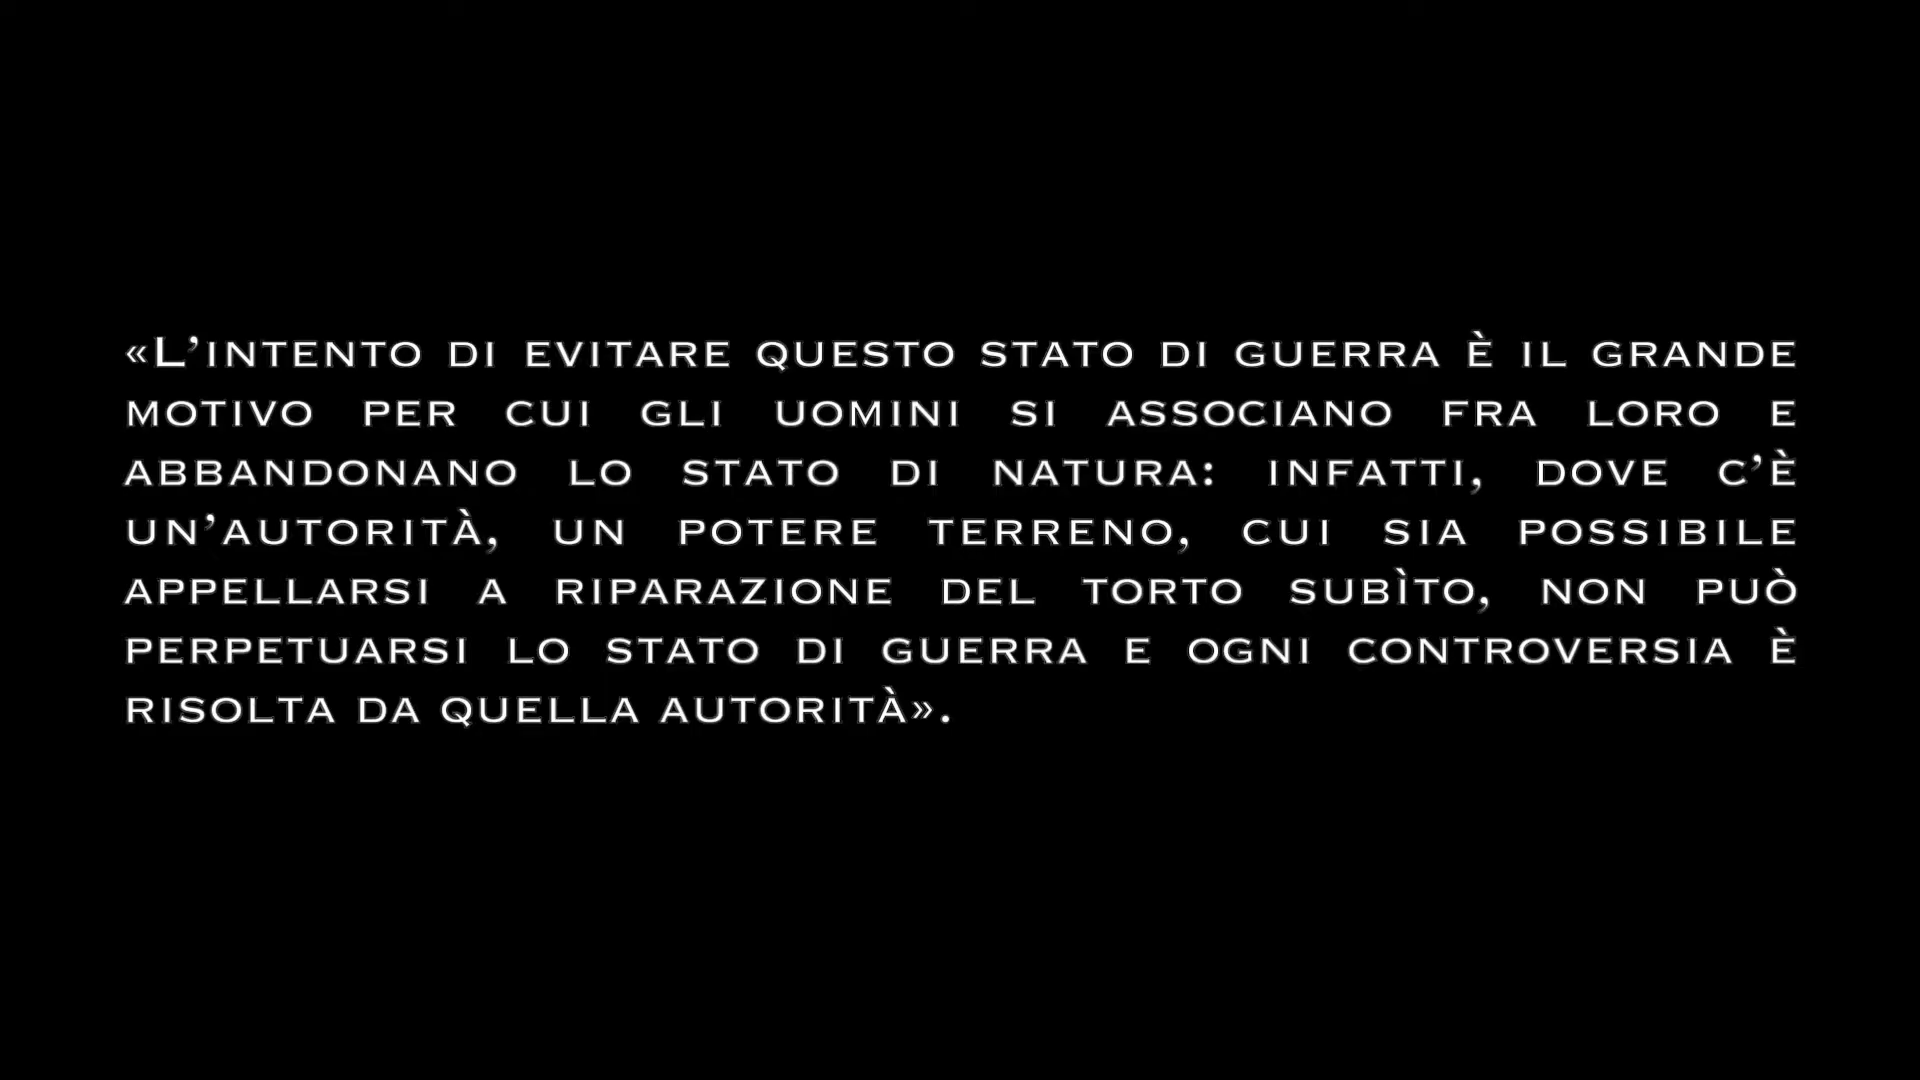 «L’INTENTO DI EVITARE QUESTO STATO DI GUERRA È IL GRANDE
MOTIVO PER CUI GLI UOMINI SI ASSOCIANO FRA LORO E
ABBANDONANO LO STATO DI NATURA: INFATTI, DOVE C’È
UN’AUTORITÀ, UN POTERE TERRENO, CUI SIA POSSIBILE
APPELLARSI A RIPARAZIONE DEL TORTO SUBÌTO, NON PUÒ
PERPETUARSI LO STATO DI GUERRA E OGNI CONTROVERSIA È
RISOLTA DA QUELLA AUTORITÀ».